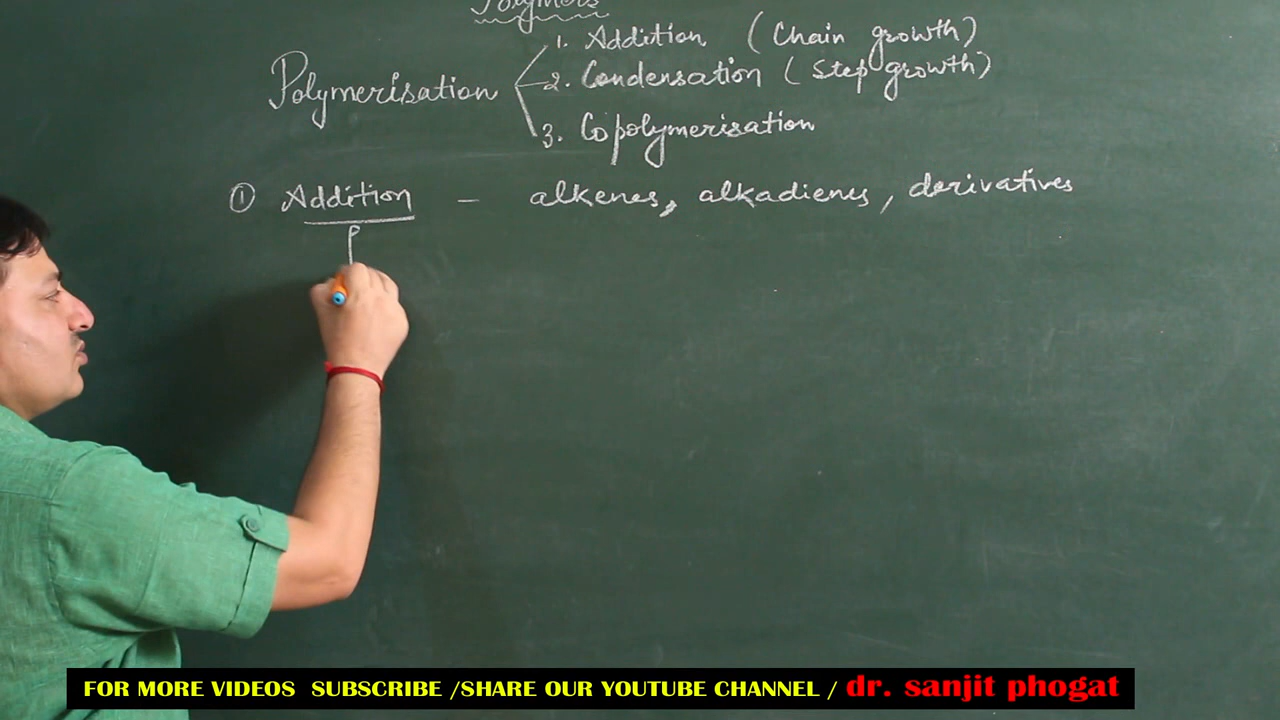 Polymers
Polymerisation
1. Addition (Chain growth)
2. Condensation (Step growth)
3. Copolymerisation
① Addition - alkenes, alkadienes, derivatives
FOR MORE VIDEOS SUBSCRIBE /SHARE OUR YOUTUBE CHANNEL / dr. sanjit phogat